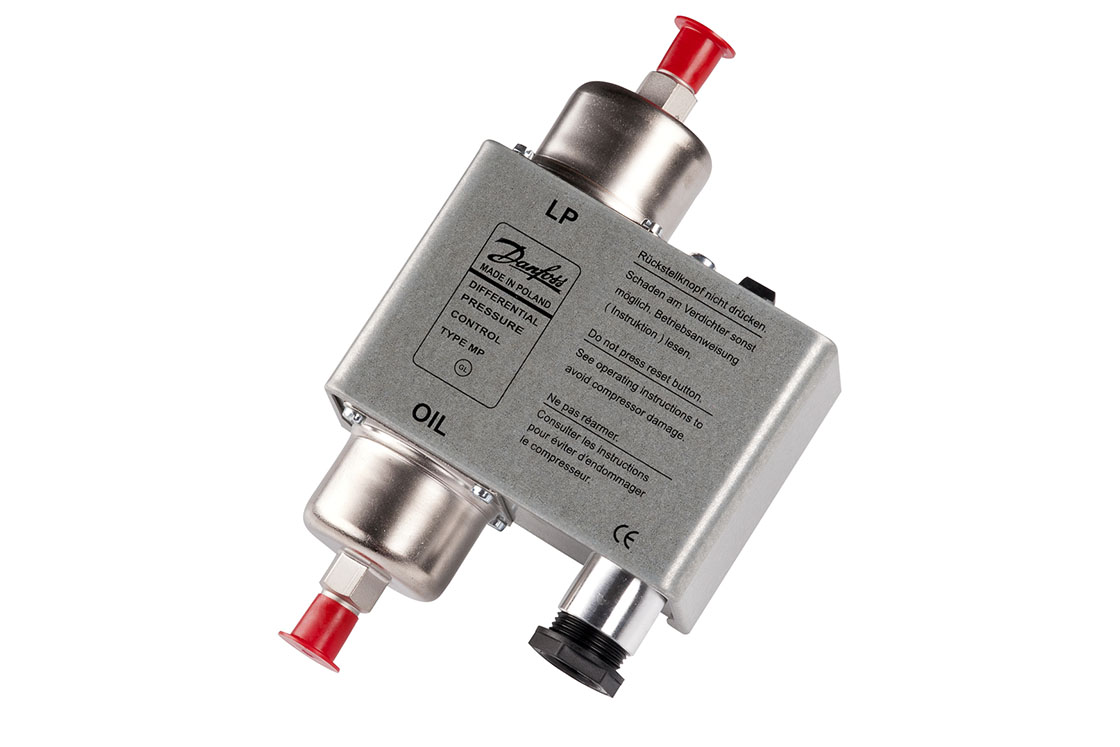 LP
Danfoss
MADE IN POLAND
DIFFERENTIAL
PRESSURE
CONTROL
TYPE MP
GL
OIL
Rückstellknopf nicht drücken.
Schaden am Verdichter sonst
möglich. Betriebsanweisung
( Instruktion ) lesen.
Do not press reset button.
See operating instructions to
avoid compressor damage.
Ne pas réarmer.
Consulter les instructions
pour éviter d'endommager
le compresseur.
CE